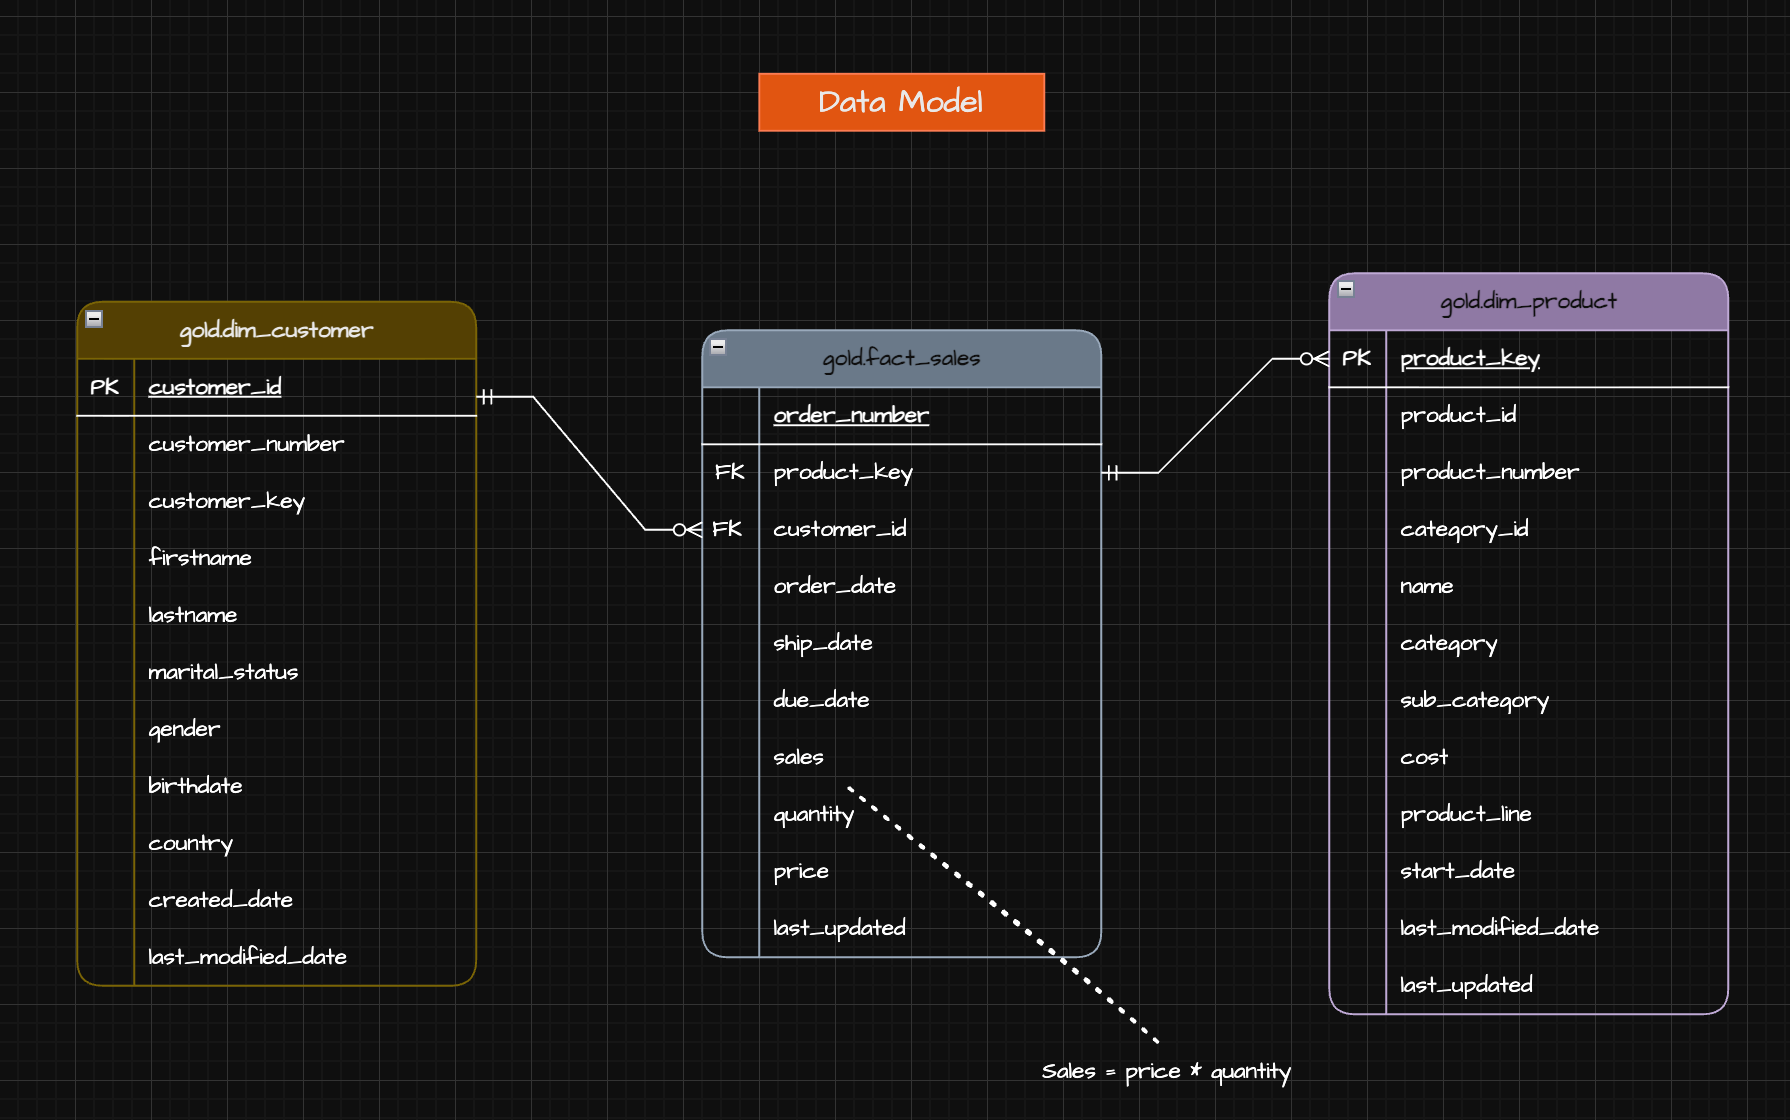 Data Model
gold.dim_customer
PK customer_id
customer_number
customer_key
firstname
lastname
marital_status
gender
birthdate
country
created_date
last_modified_date
gold.fact_sales
order_number
FK product_key
FK customer_id
order_date
ship_date
due_date
sales
quantity
price
last_updated
gold.dim_product
PK product_key
product_id
product_number
category_id
name
category
sub_category
cost
product_line
start_date
last_modified_date
last_updated
Sales = price * quantity